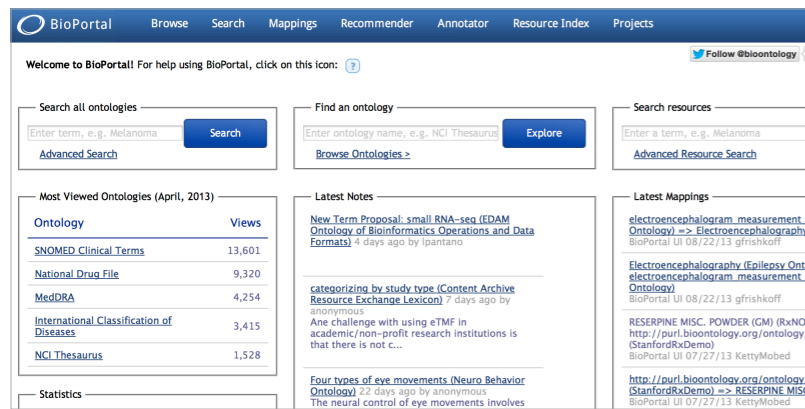 BioPortal Browse Search Mappings Recommender Annotator Resource Index Projects
Follow @bioontology
Welcome to BioPortal! For help using BioPortal, click on this icon: ?
Search all ontologies
Enter term, e.g. Melanoma Search
Advanced Search
Find an ontology
Enter ontology name, e.g. NCI Thesaurus Explore
Browse Ontologies >
Search resources
Enter a term, e.g. Melanoma
Advanced Resource Search
Most Viewed Ontologies (April, 2013)
Ontology Views
SNOMED Clinical Terms 13,601
National Drug File 9,320
MedDRA 4,254
International Classification of
Diseases 3,415
NCI Thesaurus 1,528
Statistics
Latest Notes
New Term Proposal: small RNA-seq (EDAM
Ontology of Bioinformatics Operations and Data
Formats) 4 days ago by lpantano
categorizing by study type (Content Archive
Resource Exchange Lexicon) 7 days ago by
anonymous
Ane challenge with using eTMF in
academic/non-profit research institutions is
that there is not c...
Four types of eye movements (Neuro Behavior
Ontology) 22 days ago by anonymous
The neural control of eye movements involves
Latest Mappings
electroencephalogram measurement
Ontology) => Electroencephalography
BioPortal UI 08/22/13 gfrishkoff
Electroencephalography (Epilepsy Ont
electroencephalogram measurement
Ontology)
BioPortal UI 08/22/13 gfrishkoff
RESERPINE MISC. POWDER (GM) (RxNO
http://purl.bioontology.org/ontology
(StanfordRxDemo)
BioPortal UI 07/27/13 KettyMobed
http://purl.bioontology.org/ontology
(StanfordRxDemo) => RESERPINE MISC
BioPortal UI 07/27/13 KettyMobed